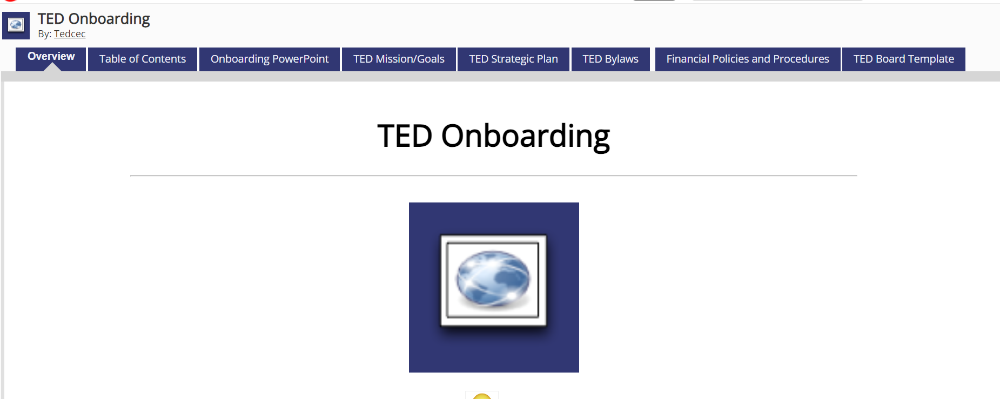 TED Onboarding
By: Tedcec
Overview
Table of Contents
Onboarding PowerPoint
TED Mission/Goals
TED Strategic Plan
TED Bylaws
Financial Policies and Procedures
TED Board Template
TED Onboarding